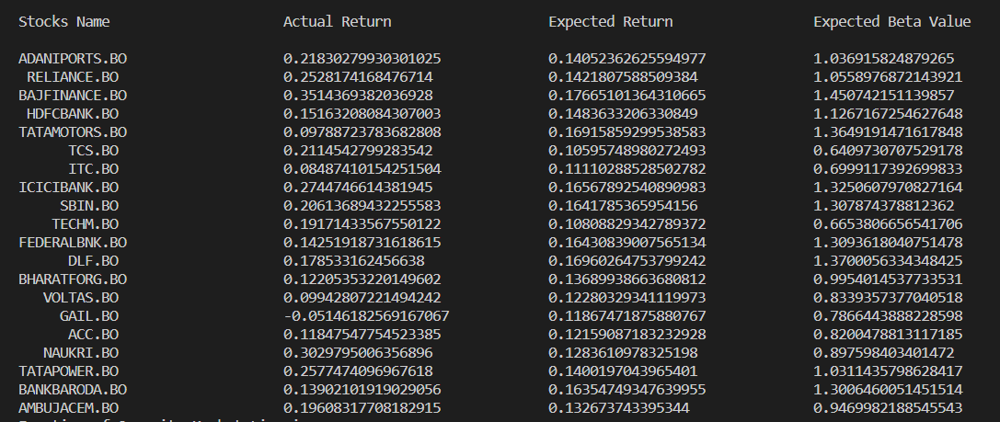 Stocks Name Actual Return Expected Return Expected Beta Value
ADANIPORTS.BO 0.21830279930301025 0.14052362625594977 1.036915824879265
RELIANCE.BO 0.2528174168476714 0.1421807588509384 1.0558976872143921
BAJFINANCE.BO 0.3514369382036928 0.17665101364310665 1.450742151139857
HDFCBANK.BO 0.15163208084307003 0.1483633206330849 1.1267167254627648
TATAMOTORS.BO 0.09788723783682808 0.16915859299538583 1.3649191471617848
TCS.BO 0.2114542799283542 0.10595748980272493 0.6409730707529178
ITC.BO 0.08487410154251504 0.11110288528502782 0.6999117392699833
ICICIBANK.BO 0.2744746614381945 0.16567892540890983 1.3250607970827164
SBIN.BO 0.20613689432255583 0.1641785365954156 1.307874378812362
TECHM.BO 0.19171433567550122 0.10808829342789372 0.6653806656541706
FEDERALBNK.BO 0.14251918731618615 0.16430839007565134 1.3093618040751478
DLF.BO 0.178533162456638 0.16960264753799242 1.3700056334348425
BHARATFORG.BO 0.12205353220149602 0.13689938663680812 0.9954014537733531
VOLTAS.BO 0.09942807221494242 0.12280329341119973 0.8339357377040518
GAIL.BO -0.05146182569167067 0.11867471875880767 0.7866443888228598
ACC.BO 0.11847547754523385 0.12159087183232928 0.8200478813117185
NAUKRI.BO 0.3029795006356896 0.1283610978325198 0.897598403401472
TATAPOWER.BO 0.2577474096967618 0.1400197043965401 1.0311435798628417
BANKBARODA.BO 0.13902101919029056 0.16354749347639955 1.3006460051451514
AMBUJACEM.BO 0.19608317708182915 0.132673743395344 0.9469982188545543